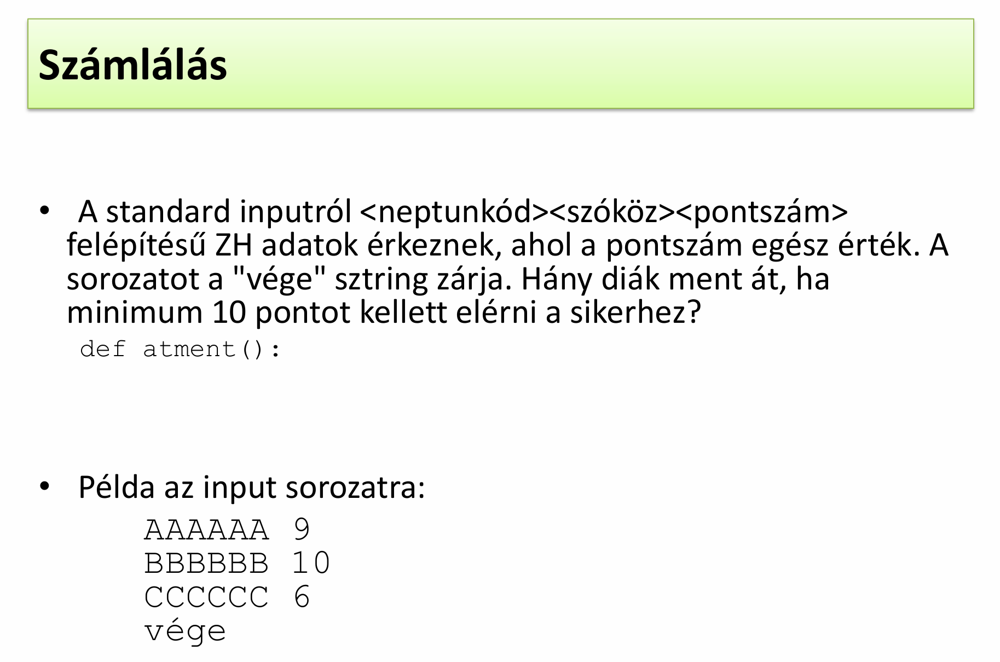 Számlálás
• A standard inputról <neptunkód><szóköz><pontszám>
felépítésű ZH adatok érkeznek, ahol a pontszám egész érték. A
sorozatot a "vége" sztring zárja. Hány diák ment át, ha
minimum 10 pontot kellett elérni a sikerhez?
def atment():
• Példa az input sorozatra:
AAAAAA 9
BBBBBB 10
CCCCCC 6
vége